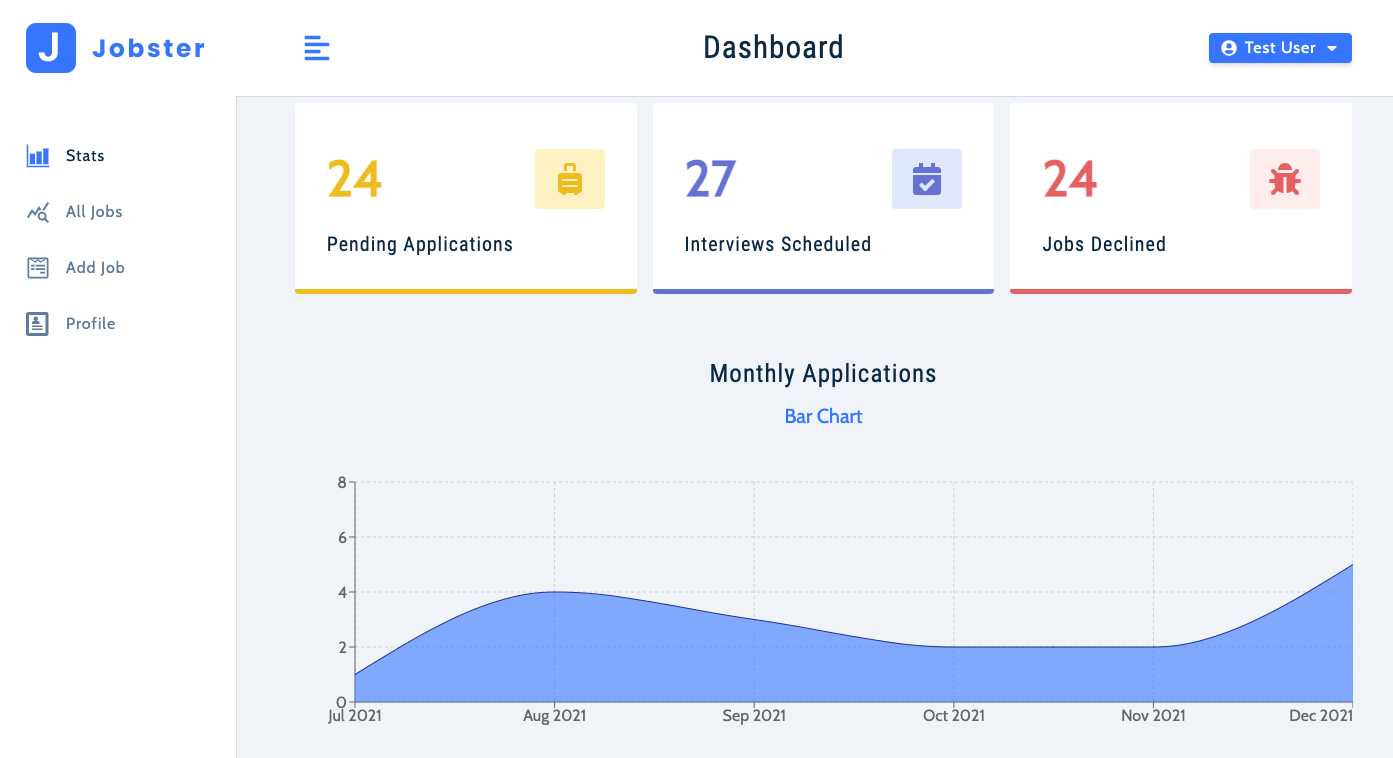 J Jobster
Dashboard
Test User
Stats
All Jobs
Add Job
Profile
24
Pending Applications
27
Interviews Scheduled
24
Jobs Declined
Monthly Applications
Bar Chart
8
6
4
2
0
Jul 2021 Aug 2021 Sep 2021 Oct 2021 Nov 2021 Dec 2021